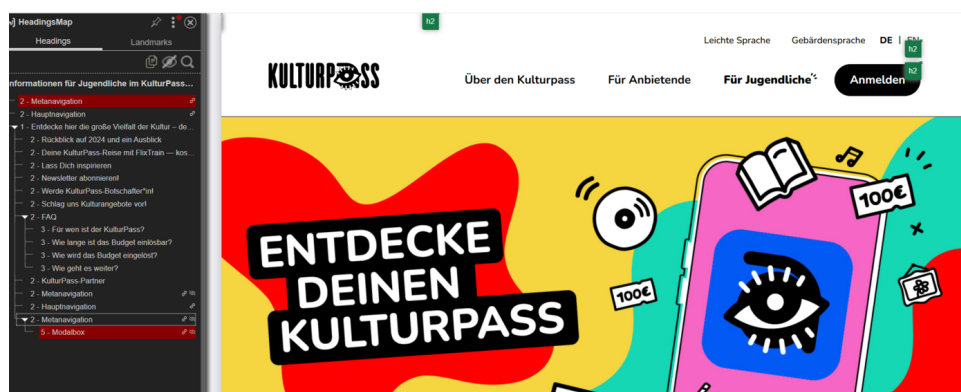 HeadingsMap
Headings
Landmarks
Informationen für Jugendliche im KulturPass...
2 - Metanavigation
2 - Hauptnavigation
1 - Entdecke hier die große Vielfalt der Kultur – de...
2 - Rückblick auf 2024 und ein Ausblick
2 - Deine KulturPass-Reise mit FlixTrain — kos...
2 - Lass Dich inspirieren
2 - Newsletter abonnieren!
2 - Werde KulturPass-Botschafter*in!
2 - Schlag uns Kulturangebote vor!
2 - FAQ
3 - Für wen ist der KulturPass?
3 - Wie lange ist das Budget einlösbar?
3 - Wie wird das Budget eingelöst?
3 - Wie geht es weiter?
2 - KulturPass-Partner
2 - Metanavigation
2 - Hauptnavigation
2 - Metanavigation
5 - Modalbox
h2
Leichte Sprache Gebärdensprache DE | EN
h2
h2
KULTURPASS
Über den Kulturpass Für Anbietende Für Jugendliche Anmelden
ENTDECKE
DEINEN
KULTURPASS
100€
100€